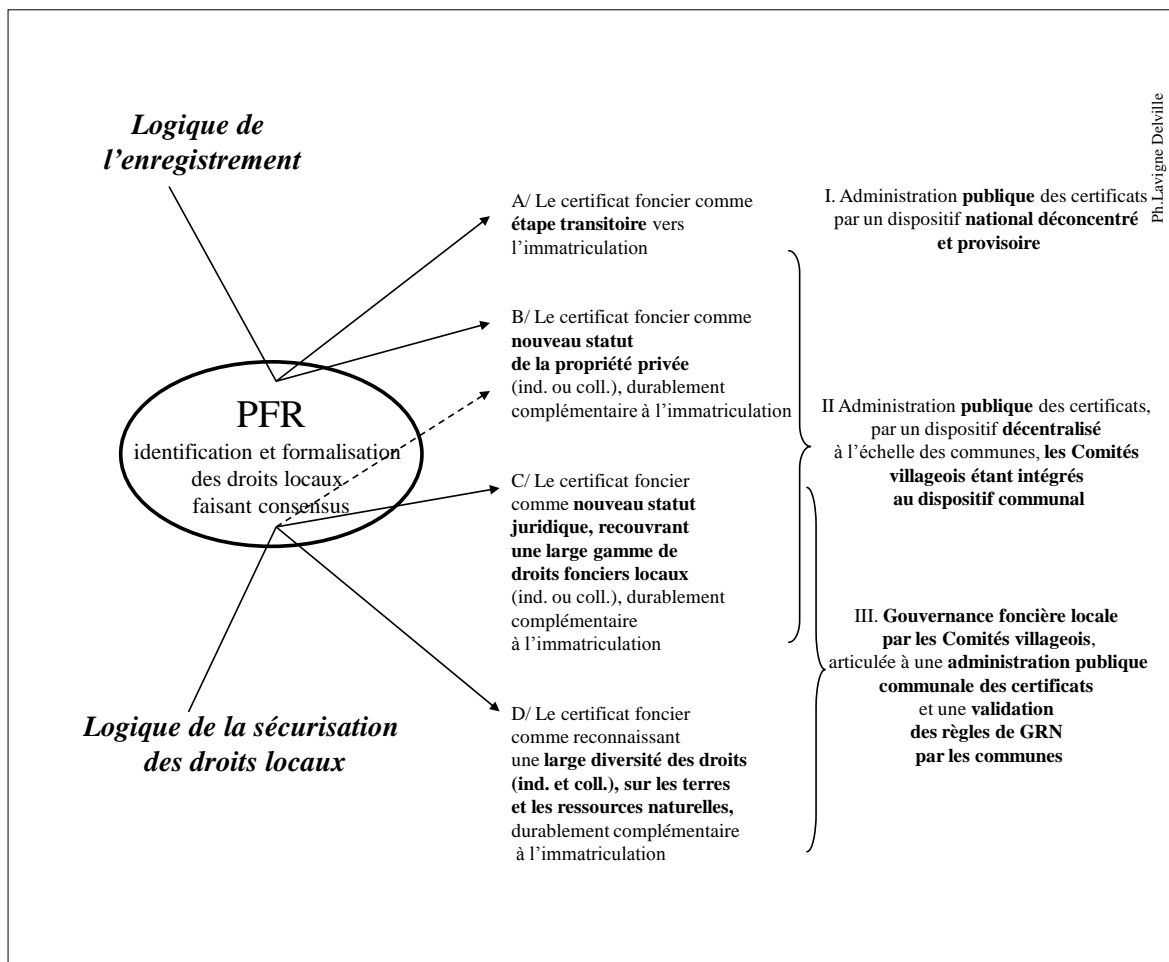 Logique de
l’enregistrement
PFR
identification et formalisation
des droits locaux
faisant consensus
Logique de la sécurisation
des droits locaux
A/ Le certificat foncier comme
étape transitoire vers
l’immatriculation
B/ Le certificat foncier comme
nouveau statut
de la propriété privée
(ind. ou coll.), durablement
complémentaire à l’immatriculation
C/ Le certificat foncier
comme nouveau statut
juridique, recouvrant
une large gamme de
droits fonciers locaux
(ind. ou coll.), durablement
complémentaire
à l’immatriculation
D/ Le certificat foncier
comme reconnaissant
une large diversité des droits
(ind. et coll.), sur les terres
et les ressources naturelles,
durablement complémentaire
à l’immatriculation
I. Administration publique des certificats
par un dispositif national déconcentré
et provisoire
II Administration publique des certificats,
par un dispositif décentralisé
à l’échelle des communes, les Comités
villageois étant intégrés
au dispositif communal
III. Gouvernance foncière locale
par les Comités villageois,
articulée à une administration publique
communale des certificats
et une validation
des règles de GRN
par les communes
Ph.Lavigne Delville